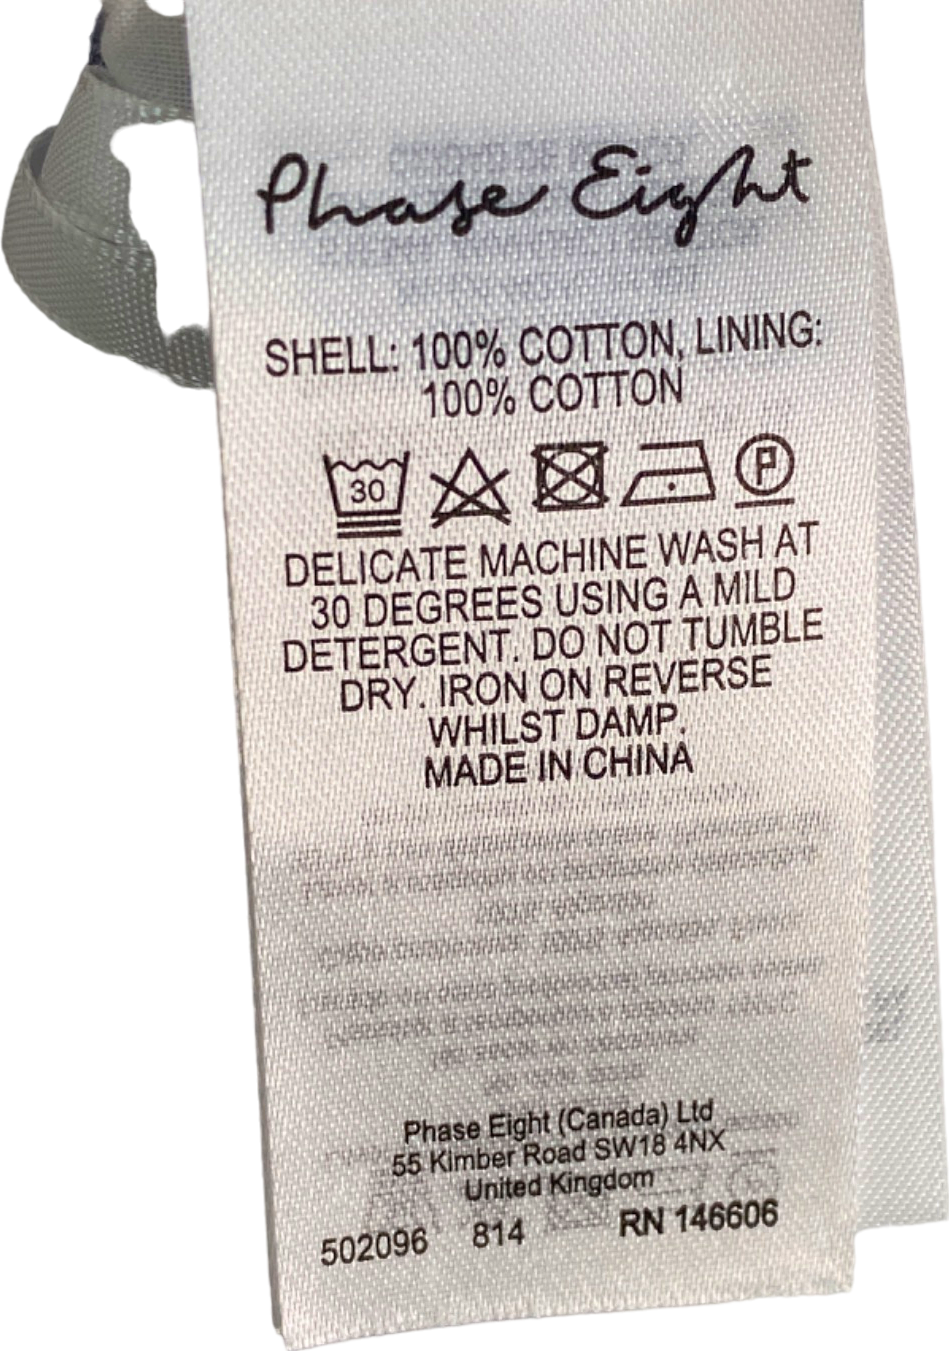 Phase Eight
SHELL: 100% COTTON, LINING:
100% COTTON
30
P
DELICATE MACHINE WASH AT
30 DEGREES USING A MILD
DETERGENT. DO NOT TUMBLE
DRY. IRON ON REVERSE
WHILST DAMP.
MADE IN CHINA
Phase Eight (Canada) Ltd
55 Kimber Road SW18 4NX
United Kingdom
502096 814 RN 146606